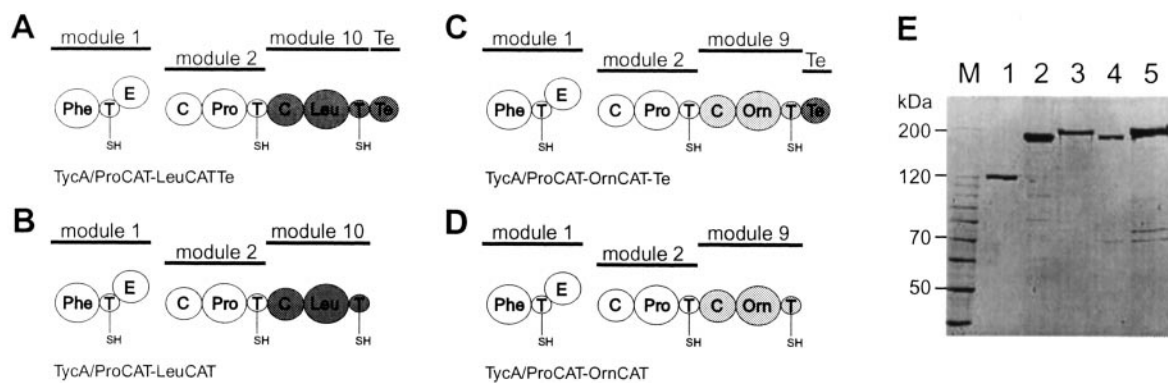 A
module 1
module 2
module 10
Te
Phe T E
C Pro T C Leu T Te
SH SH SH
TycA/ProCAT-LeuCATTe
B
module 1
module 2
module 10
Phe T E
C Pro T C Leu T
SH SH SH
TycA/ProCAT-LeuCAT
C
module 1
module 2
module 9
Te
Phe T E
C Pro T C Orn T Te
SH SH SH
TycA/ProCAT-OrnCAT-Te
D
module 1
module 2
module 9
Phe T E
C Pro T C Orn T
SH SH SH
TycA/ProCAT-OrnCAT
E
M 1 2 3 4 5
kDa
200
120
70
50